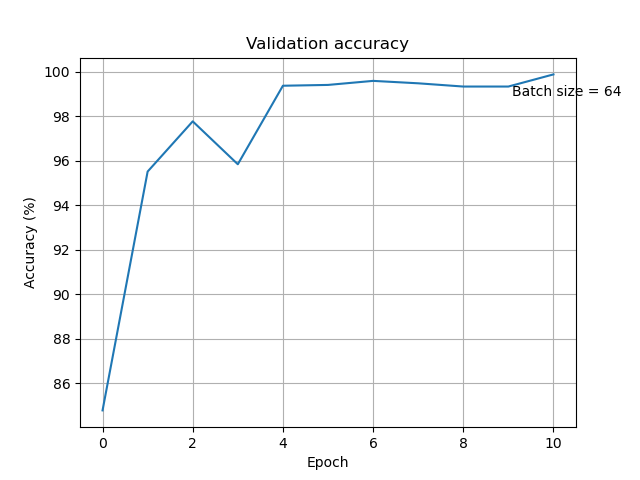 Validation accuracy
100
98
96
94
92
90
88
86
Accuracy (%)
Batch size = 64
0 2 4 6 8 10
Epoch